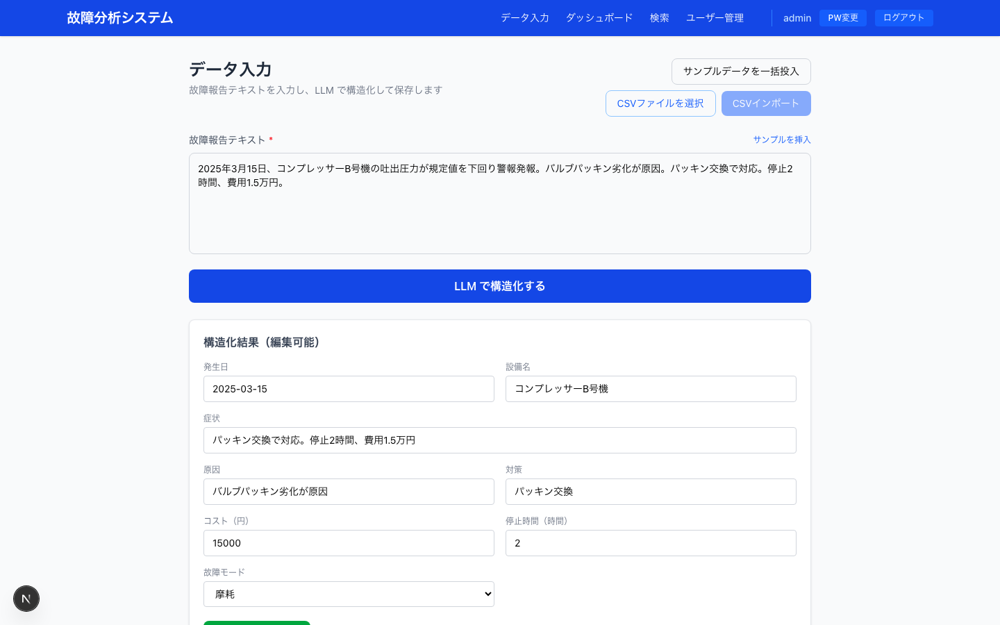 故障分析システム
データ入力 ダッシュボード 検索 ユーザー管理 admin PW変更 ログアウト
データ入力
故障報告テキストを入力し、LLM で構造化して保存します
サンプルデータを一括投入
CSVファイルを選択 CSVインポート
故障報告テキスト *
サンプルを挿入
2025年3月15日、コンプレッサーB号機の吐出圧力が規定値を下回り警報発報。バルブパッキン劣化が原因。パッキン交換で対応。停止2
時間、費用1.5万円。
LLM で構造化する
構造化結果（編集可能）
発生日 設備名
2025-03-15 コンプレッサーB号機
症状
パッキン交換で対応。停止2時間、費用1.5万円
原因 対策
バルブパッキン劣化が原因 パッキン交換
コスト（円） 停止時間（時間）
15000 2
故障モード
摩耗
N